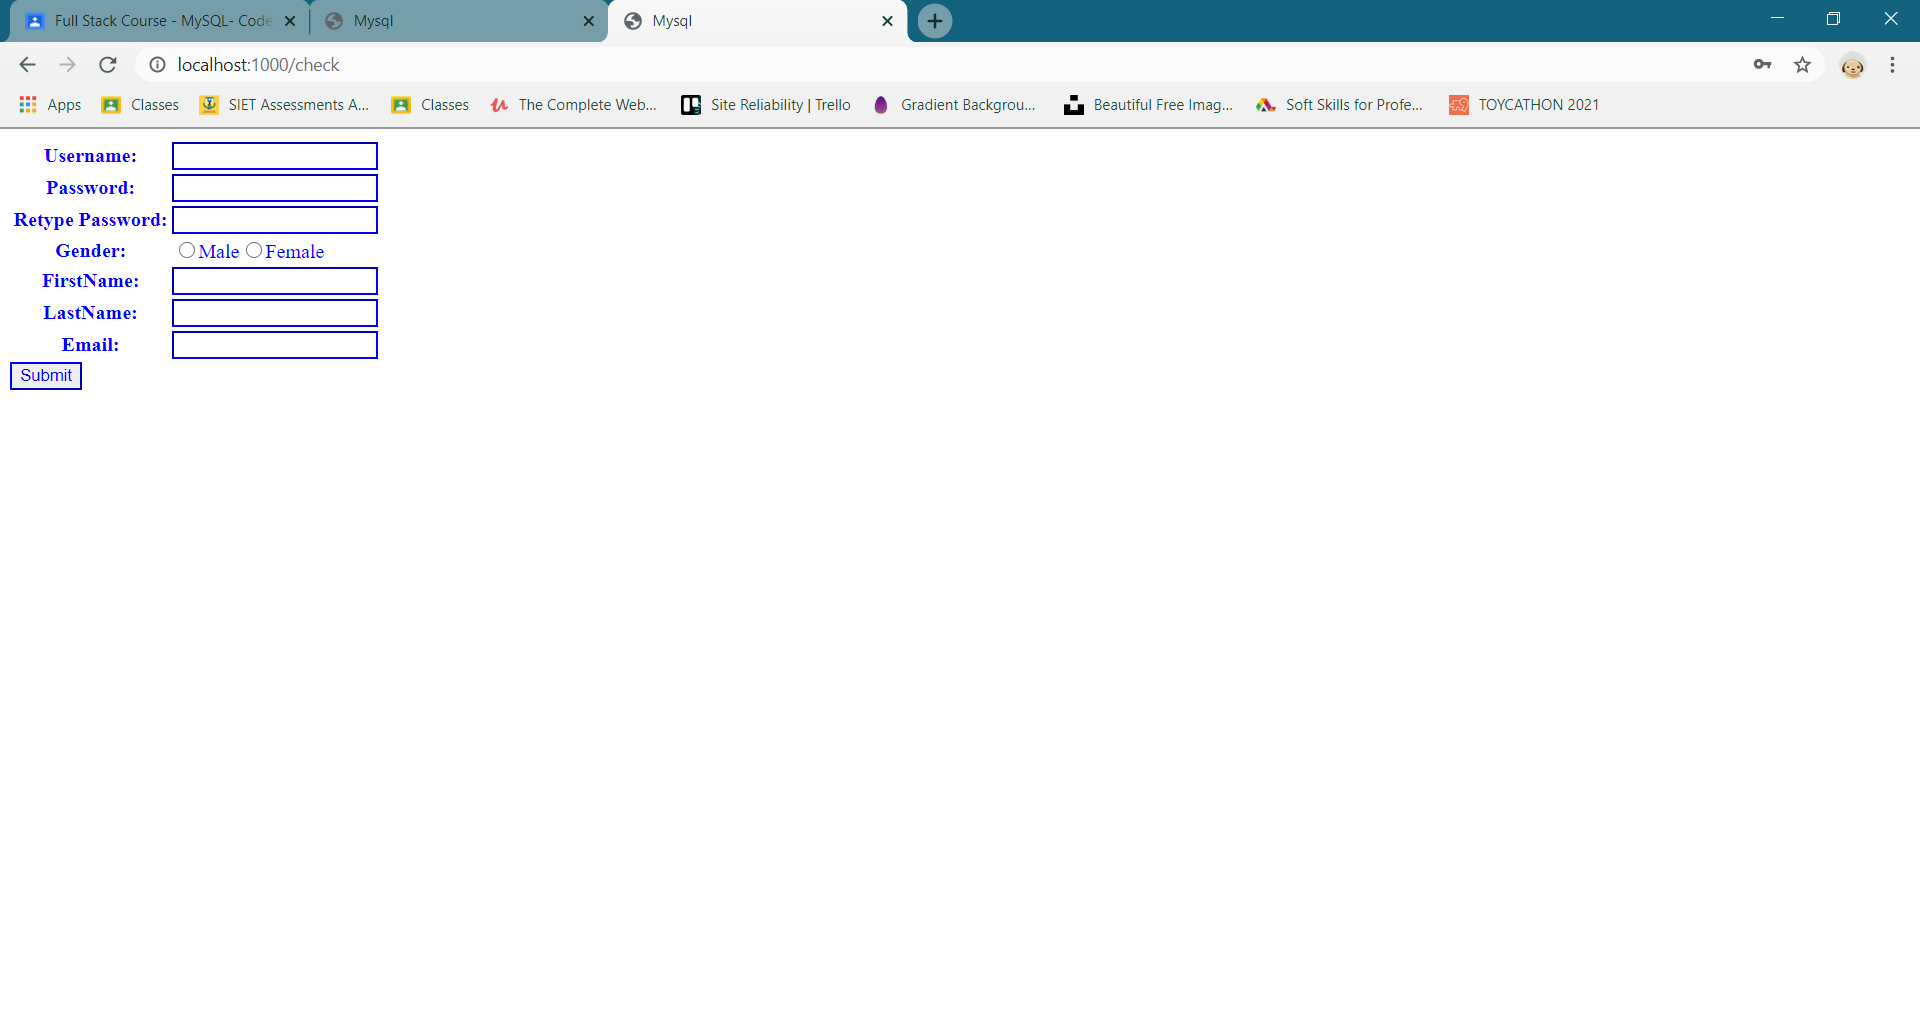 Full Stack Course - MySQL- Code
Mysql
Mysql
localhost:1000/check
Apps
Classes
SIET Assessments A...
Classes
The Complete Web...
Site Reliability | Trello
Gradient Backgrou...
Beautiful Free Imag...
Soft Skills for Profe...
TOYCATHON 2021
Username:
Password:
Retype Password:
Gender: Male Female
FirstName:
LastName:
Email:
Submit